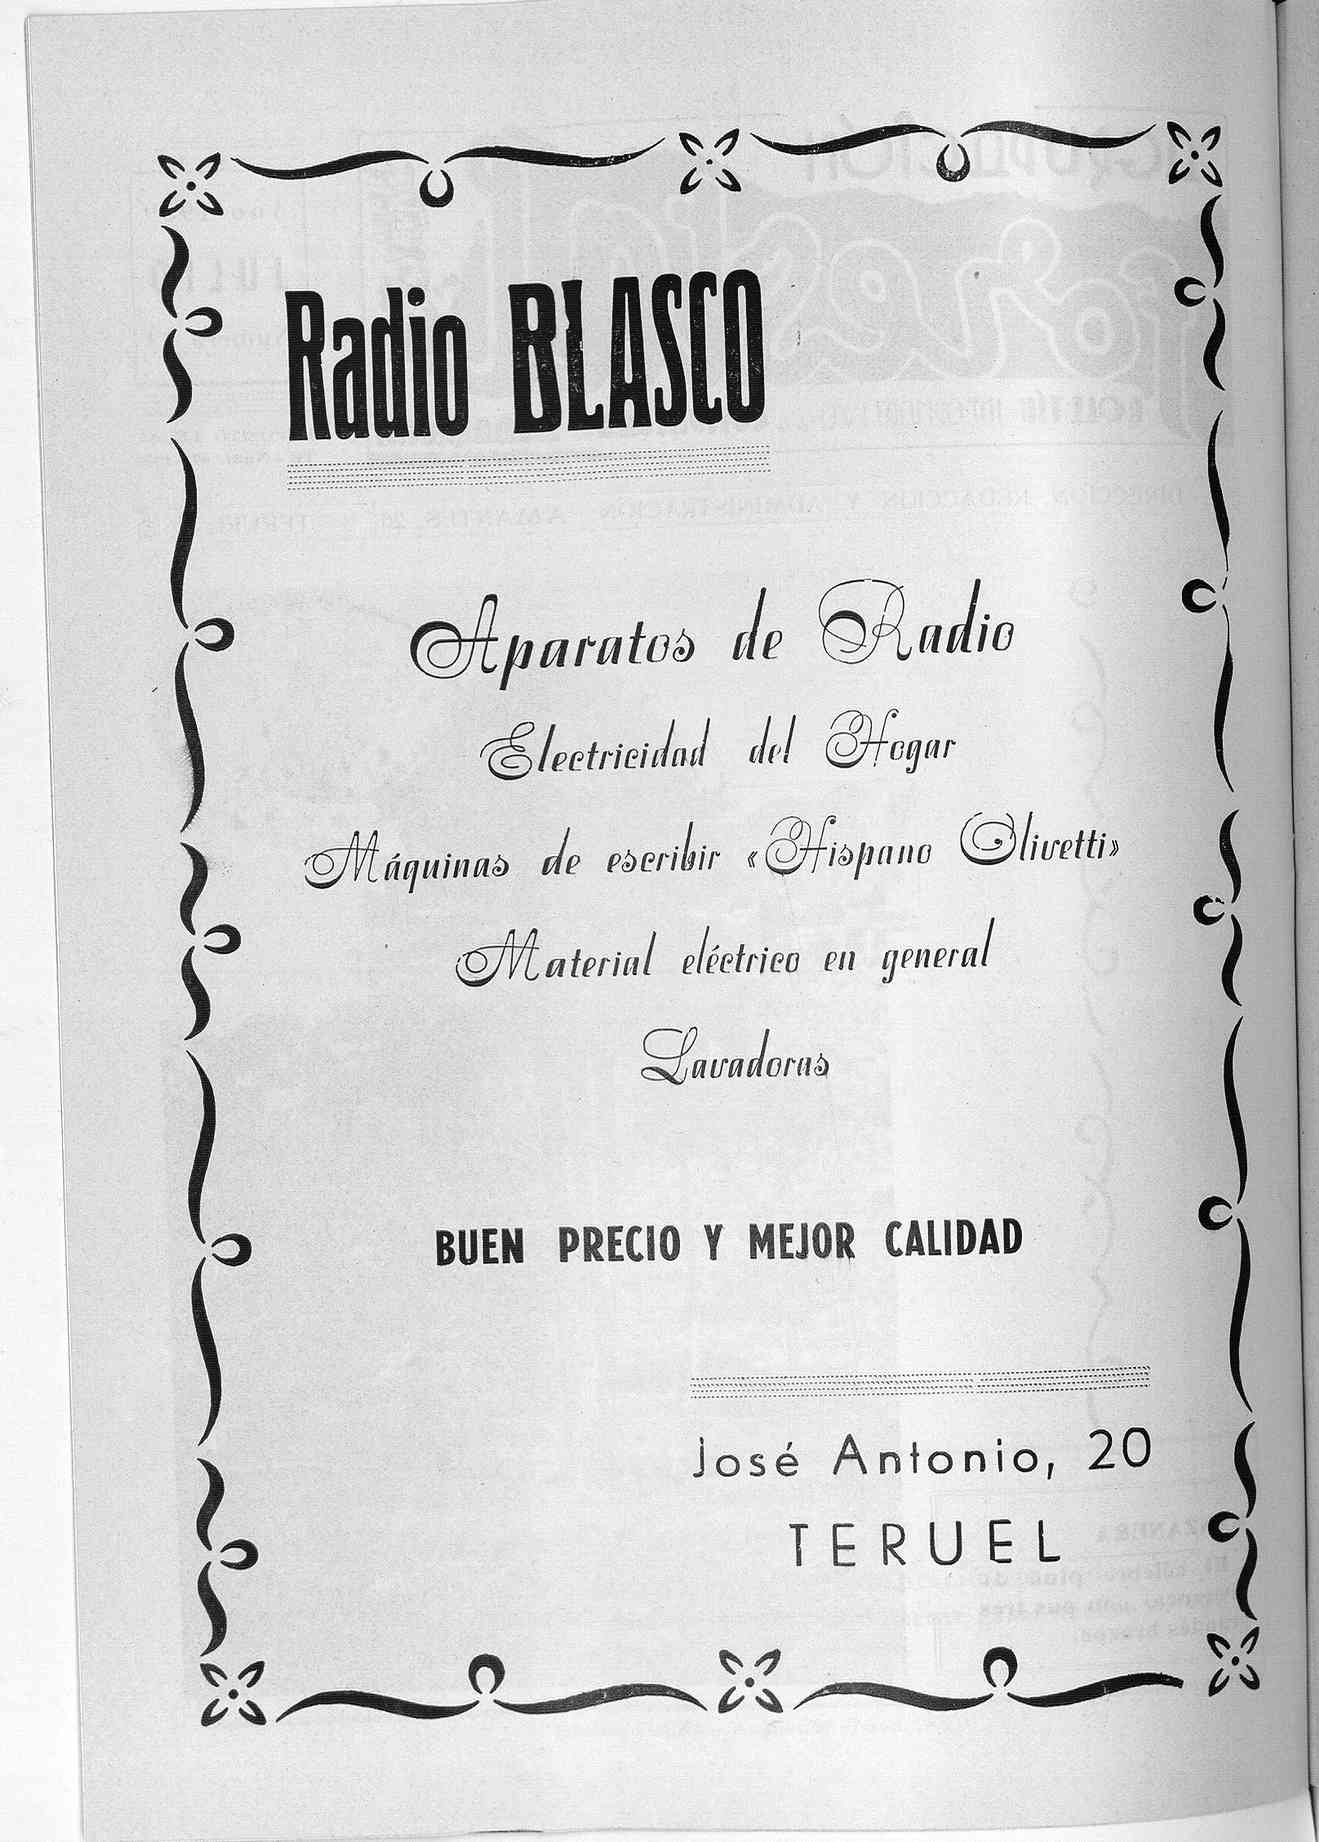 Radio BLASCO
Aparatos de Radio
Electricidad del Hogar
Máquinas de escribir «Hispano Olivetti»
Material eléctrico en general
Lavadoras
BUEN PRECIO Y MEJOR CALIDAD
José Antonio, 20
TERUEL